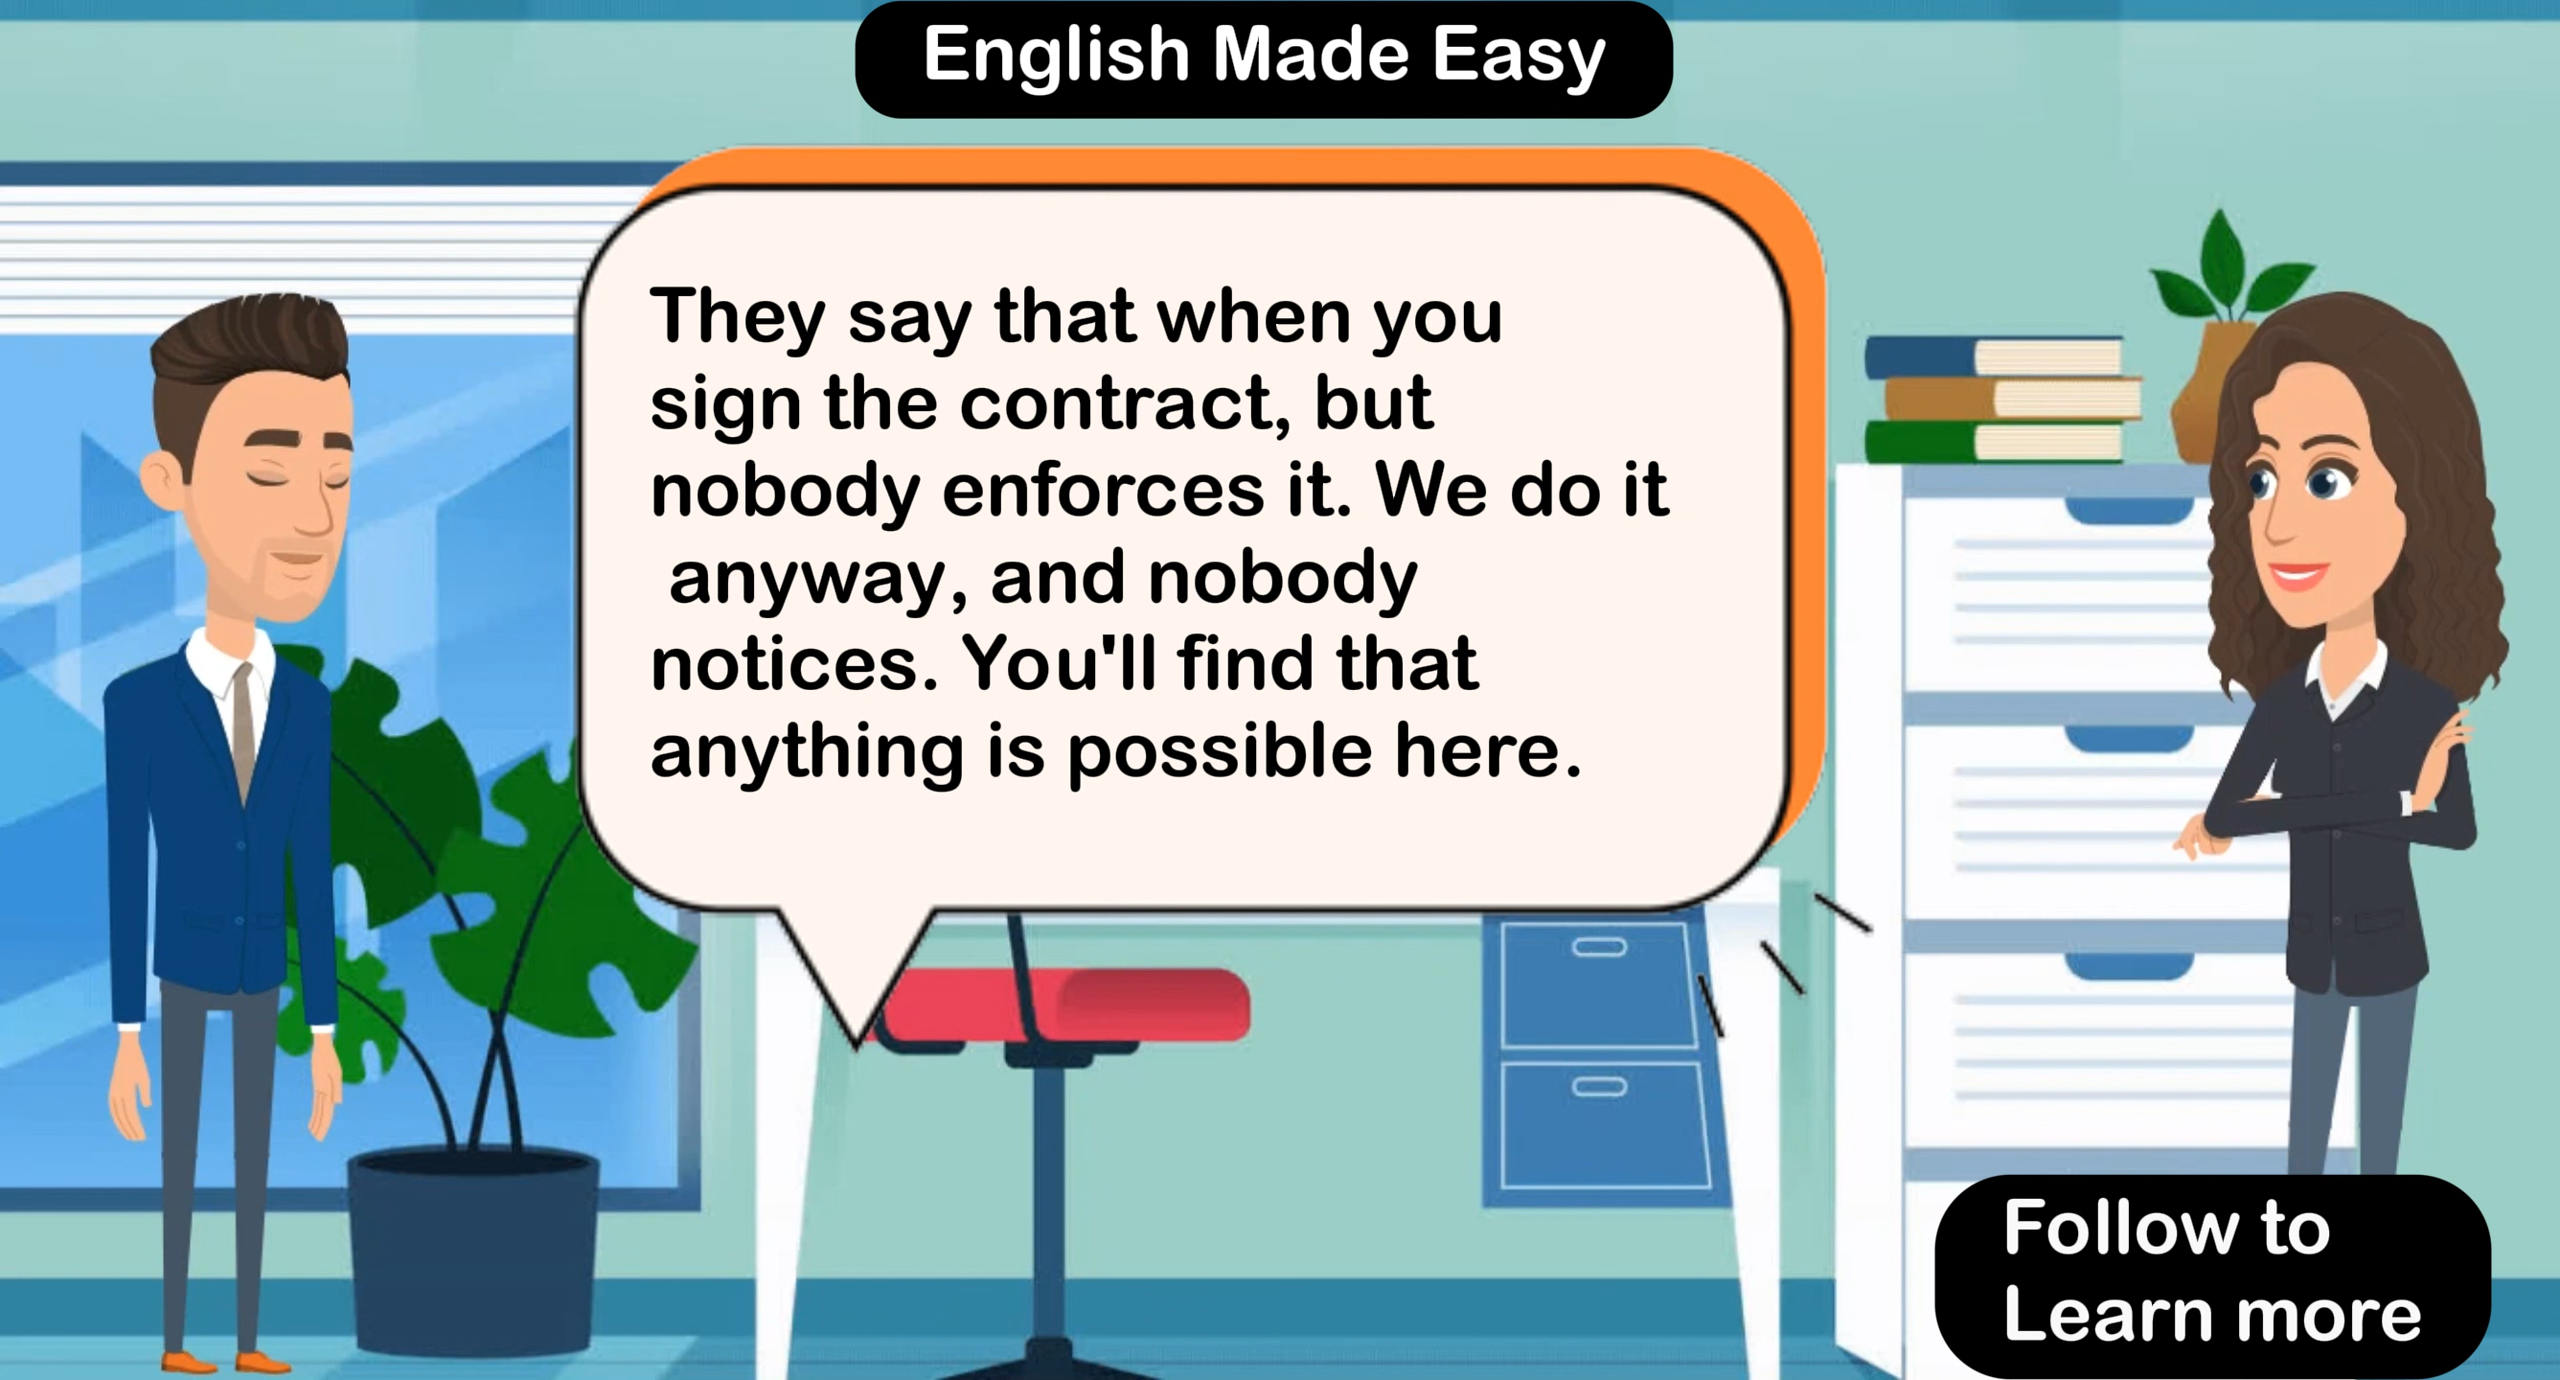 English Made Easy
They say that when you
sign the contract, but
nobody enforces it. We do it
anyway, and nobody
notices. You'll find that
anything is possible here.
Follow to
Learn more